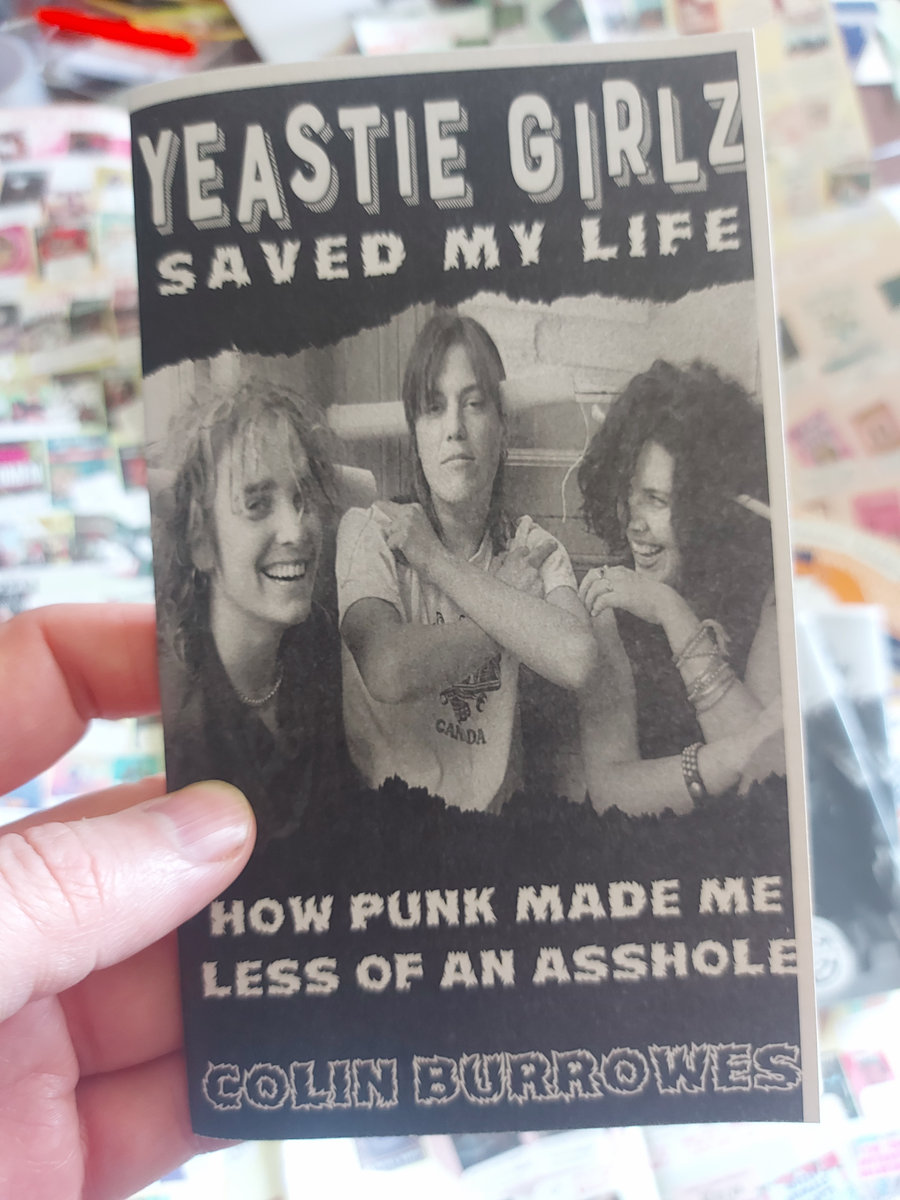 YEASTIE GIRLZ
SAVED MY LIFE
CANADA
HOW PUNK MADE ME
LESS OF AN ASSHOLE
COLIN BURROWES